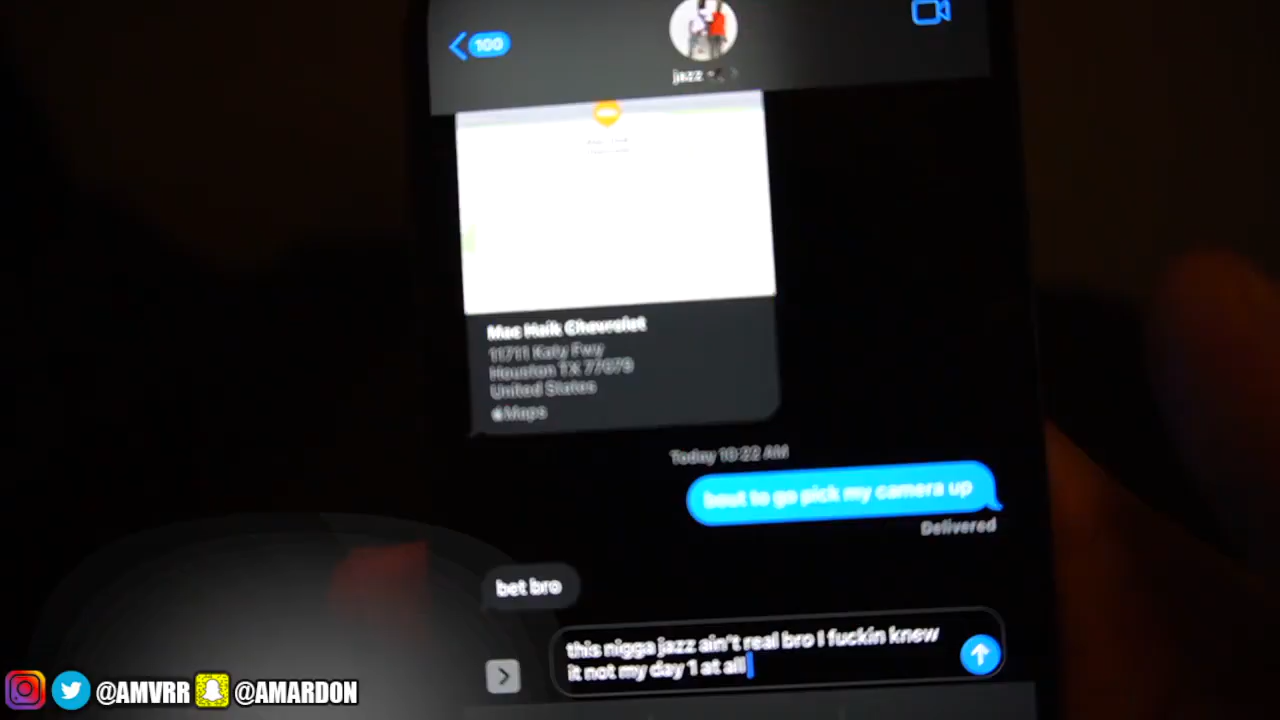 100
jazz
Mac Haik Chevrolet
11711 Katy Fwy
Houston TX 77079
United States
Maps
Today 10:22 AM
bout to go pick my camera up
Delivered
bet bro
this nigga jazz ain't real bro I fuckin knew
it not my day 1 at all
@AMVRR @AMARDON